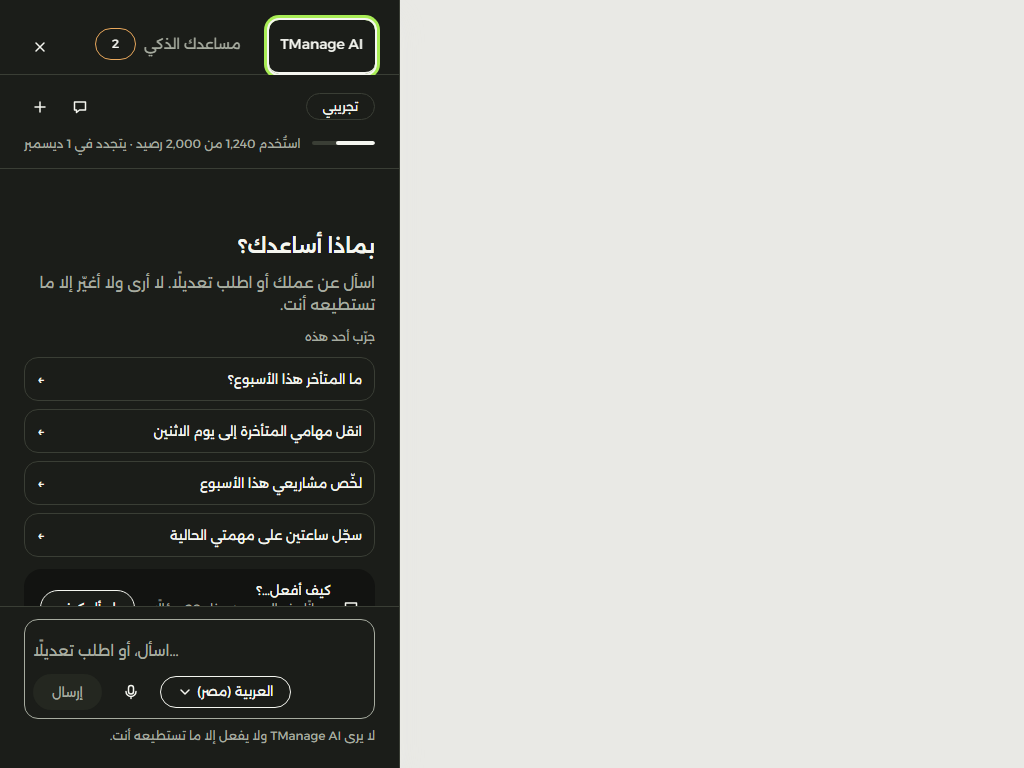 TManage AI
مساعدك الذكي
2
تجريبي
استُخدم 1,240 من 2,000 رصيد · يتجدد في 1 ديسمبر
بماذا أساعدك؟
اسأل عن عملك أو اطلب تعديلًا. لا أرى ولا أغيّر إلا ما
تستطيعه أنت.
جرّب أحد هذه
ما المتأخر هذا الأسبوع؟
انقل مهامي المتأخرة إلى يوم الاثنين
لخّص مشاريعي هذا الأسبوع
سجّل ساعتين على مهمتي الحالية
كيف أفعل…؟
اسأل، أو اطلب تعديلًا...
العربية (مصر)
إرسال
لا يرى TManage AI ولا يفعل إلا ما تستطيعه أنت.